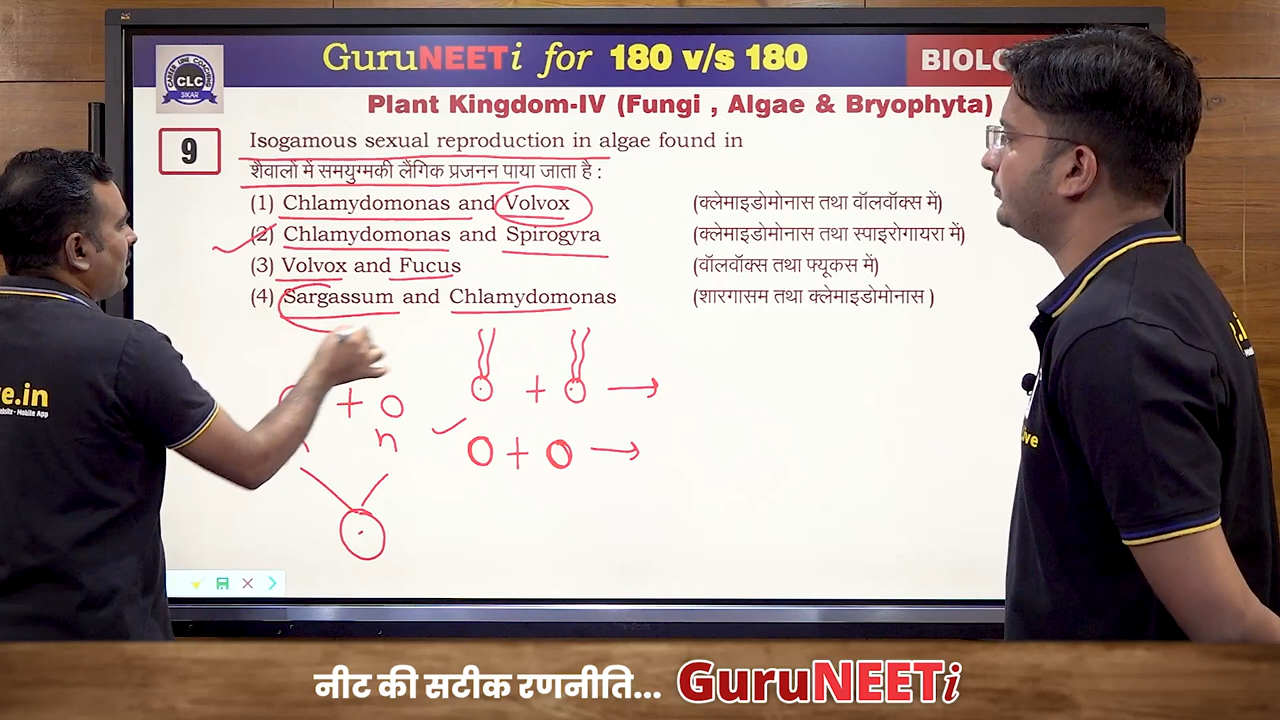 GuruNEETi for 180 v/s 180
CAREER LINE COACHING
CLC
SIKAR
Plant Kingdom-IV (Fungi , Algae & Bryophyta)
9
Isogamous sexual reproduction in algae found in
शैवालो में समयुग्मकी लैंगिक प्रजनन पाया जाता है :
(1) Chlamydomonas and Volvox (क्लेमाइडोमोनास तथा वॉलवॉक्स में)
(2) Chlamydomonas and Spirogyra (क्लेमाइडोमोनास तथा स्पाइरोगायरा में)
(3) Volvox and Fucus (वॉलवॉक्स तथा फ्यूकस में)
(4) Sargassum and Chlamydomonas (शारगासम तथा क्लेमाइडोमोनास )
+
+
n
+
e.in
नीट की सटीक रणनीति... GuruNEETi